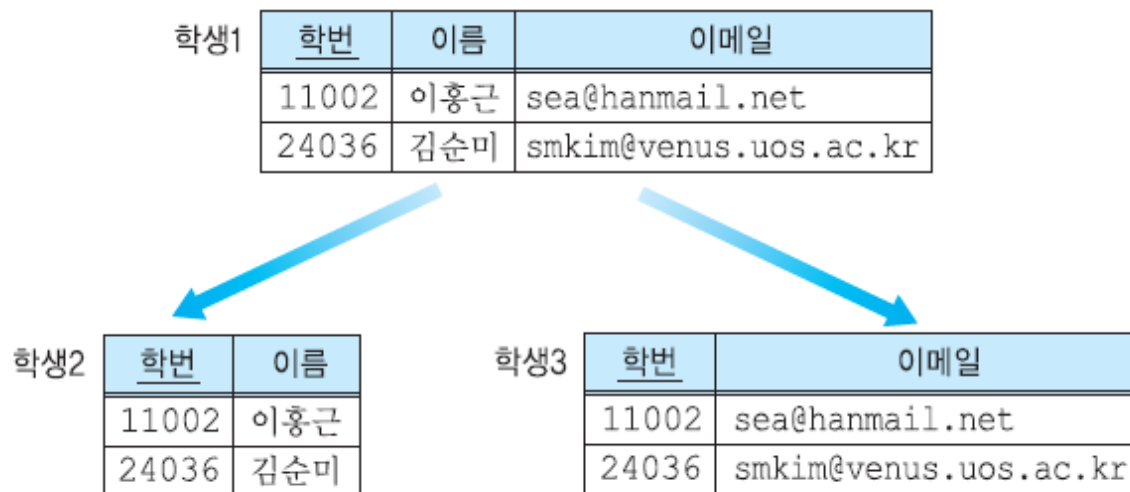 학생1 학번 이름 이메일
11002 이홍근 sea@hanmail.net
24036 김순미 smkim@venus.uos.ac.kr
학생2 학번 이름
11002 이홍근
24036 김순미
학생3 학번 이메일
11002 sea@hanmail.net
24036 smkim@venus.uos.ac.kr